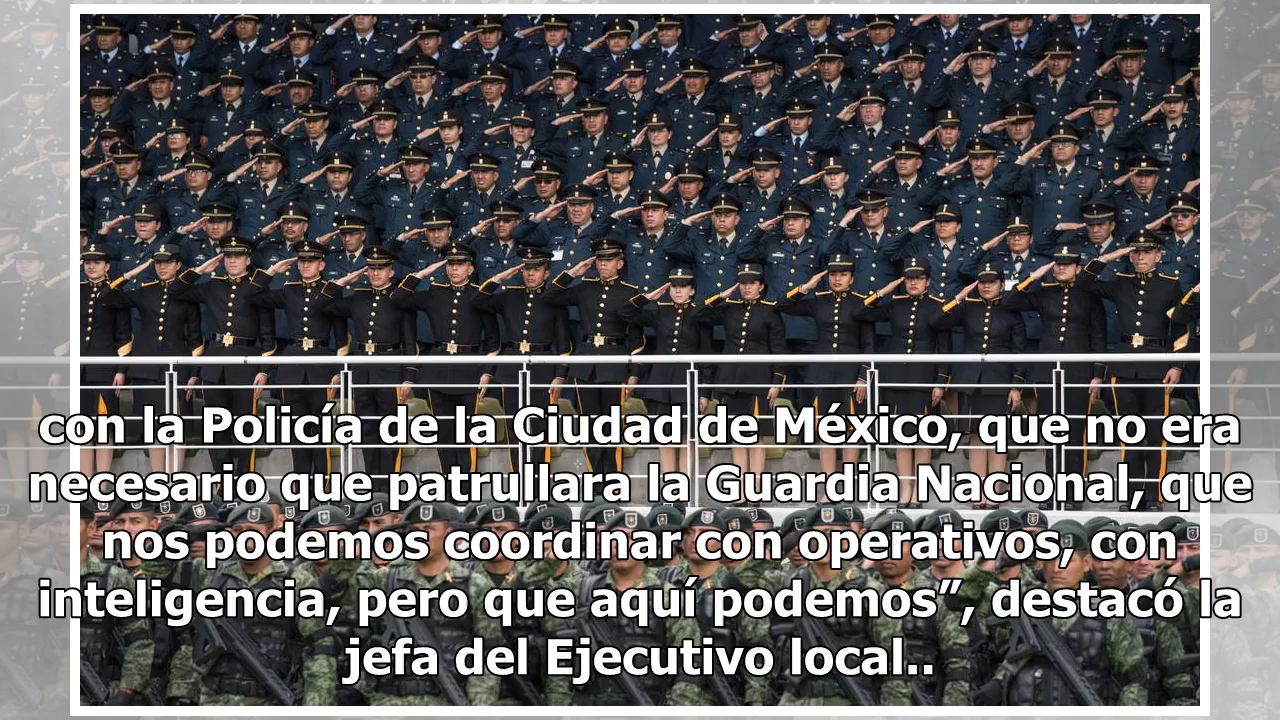 con la Policía de la Ciudad de México, que no era
necesario que patrullara la Guardia Nacional, que
nos podemos coordinar con operativos, con
inteligencia, pero que aquí podemos”, destacó la
jefa del Ejecutivo local..